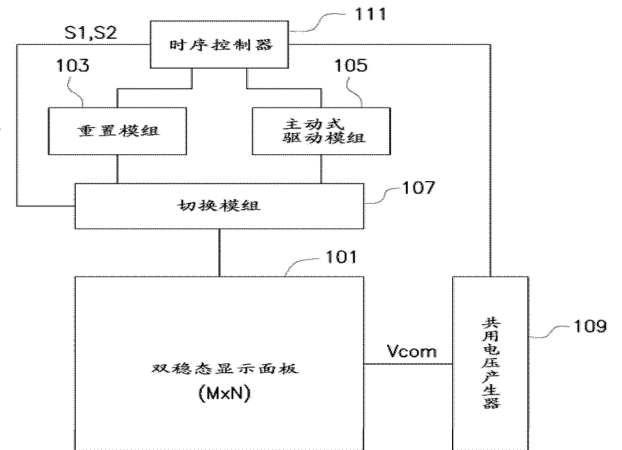 111
S1,S2
时序控制器
103
105
重置模组
主动式
驱动模组
107
切换模组
101
共用电压产生器
109
Vcom
双稳态显示面板
(MxN)